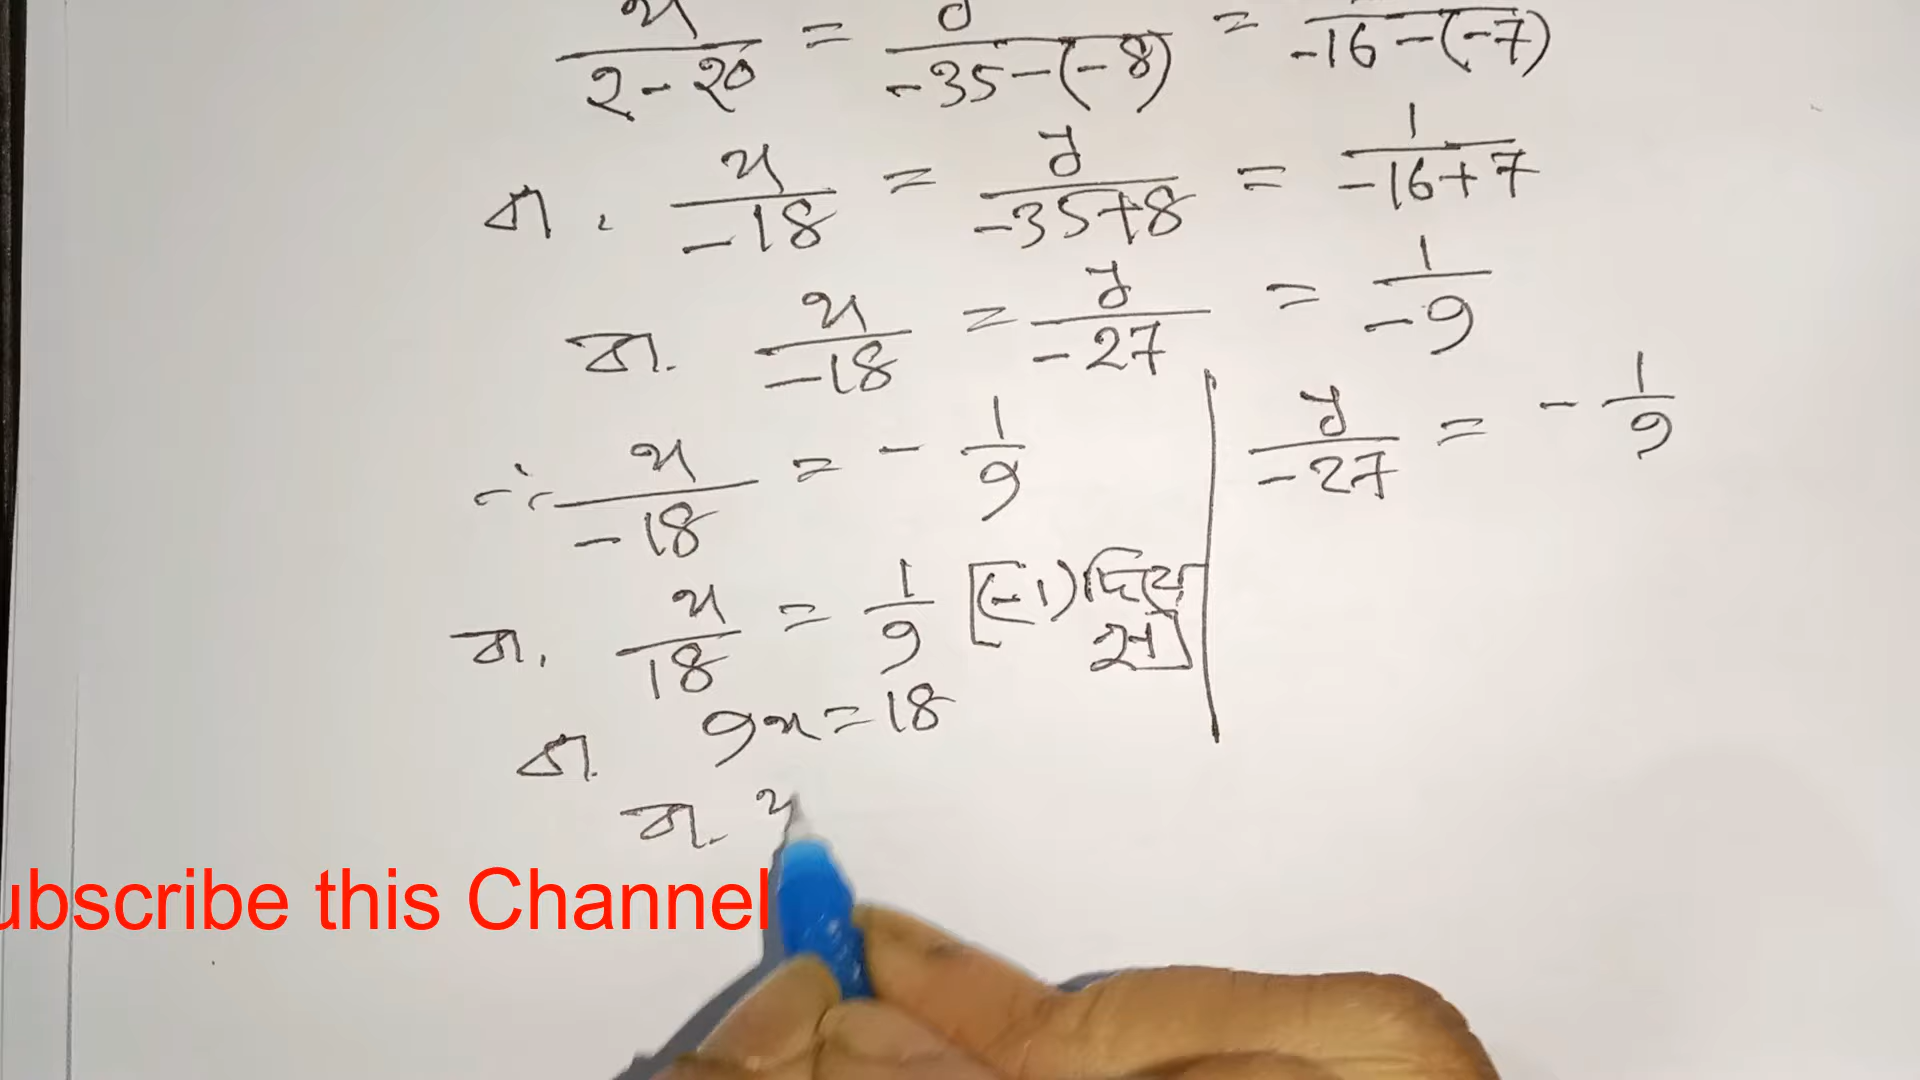 x/(2-20) = y/(-35-(-8)) = /(-16-(-7))
বা, x/-18 = y/(-35+8) = 1/(-16+7)
বা, x/-18 = y/-27 = 1/-9
∴ x/-18 = -1/9
বা, x/18 = 1/9 [(-1) দিয়ে
9x = 18
বা,
বা, x
y/-27 = -1/9
ubscribe this Channel